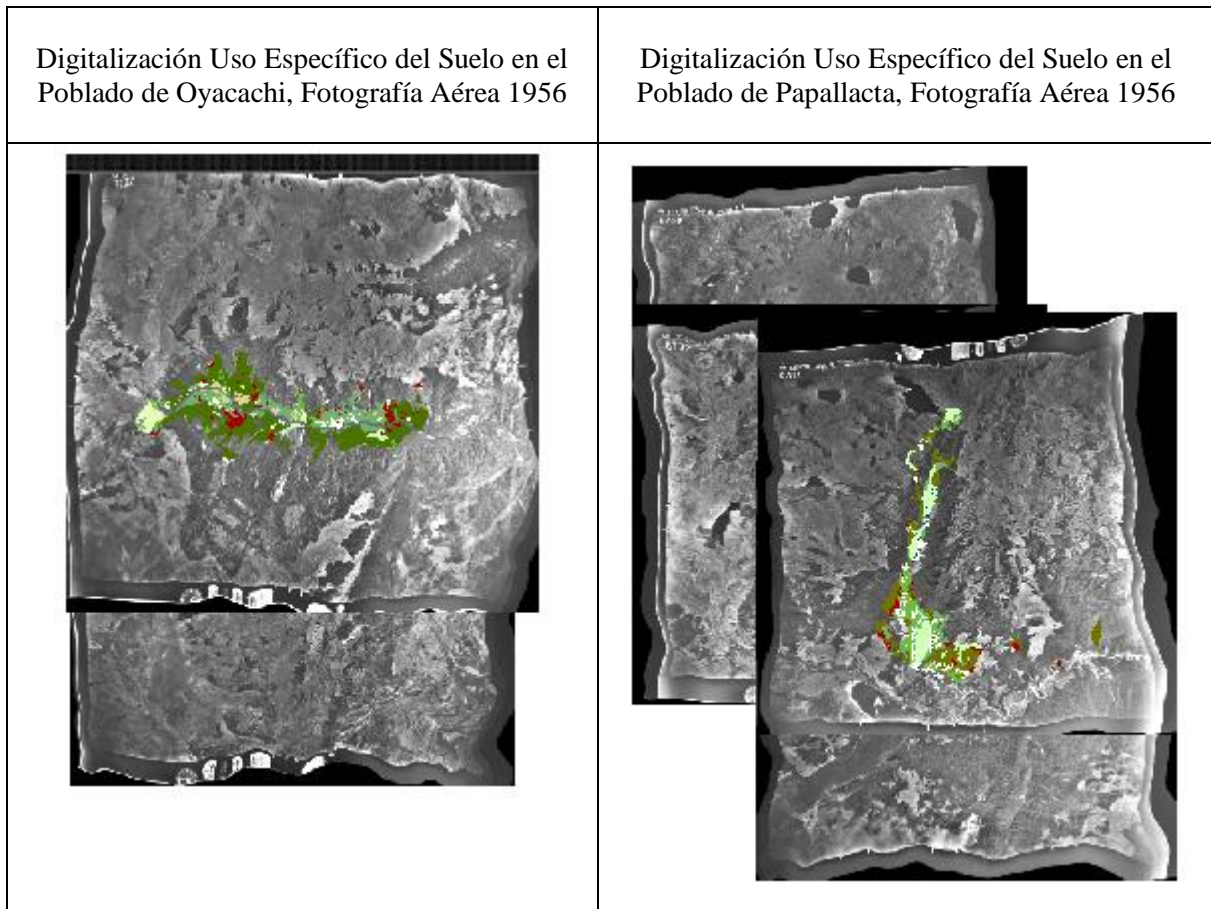 Digitalización Uso Específico del Suelo en el
Poblado de Oyacachi, Fotografía Aérea 1956
Digitalización Uso Específico del Suelo en el
Poblado de Papallacta, Fotografía Aérea 1956